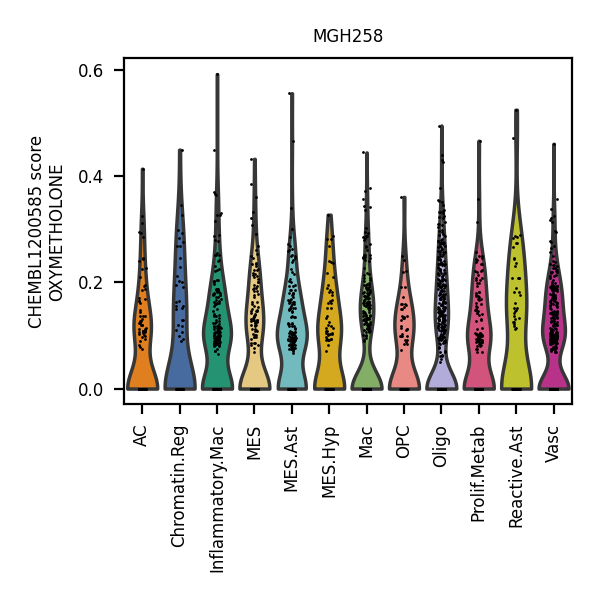 MGH258
CHEMBL1200585 score
OXYMETHOLONE
0.6
0.4
0.2
0.0
AC
Chromatin.Reg
Inflammatory.Mac
MES
MES.Ast
MES.Hyp
Mac
OPC
Oligo
Prolif.Metab
Reactive.Ast
Vasc